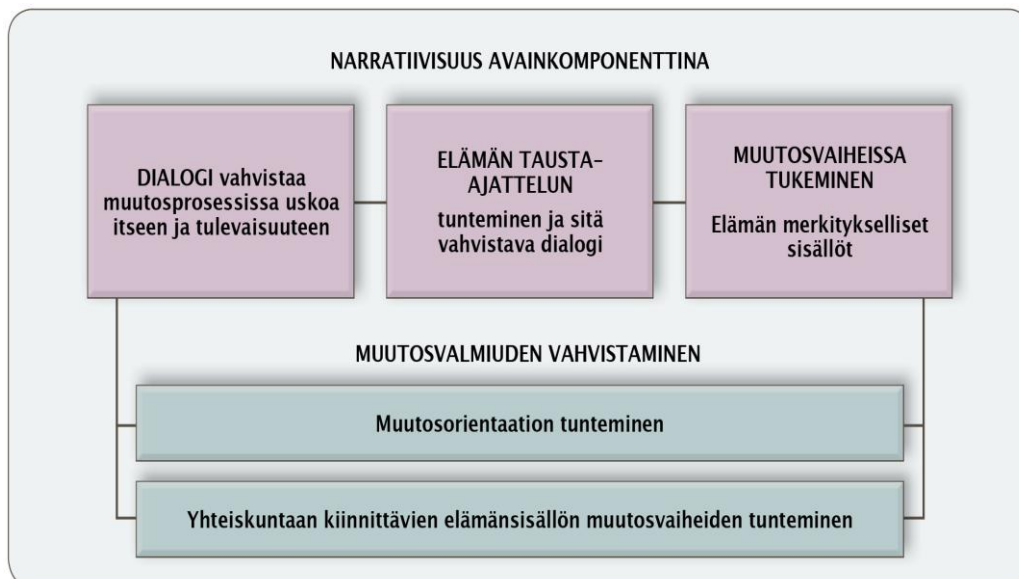 NARRATIIVISUUS AVAINKOMPONENTTINA
DIALOGI vahvistaa
muutosprosessissa uskoa
itseen ja tulevaisuuteen
ELÄMÄN TAUSTA-
AJATTELUN
tunteminen ja sitä
vahvistava dialogi
MUUTOSVAIHEISSA
TUKEMINEN
Elämän merkitykselliset
sisällöt
MUUTOSVALMIUDEN VAHVISTAMINEN
Muutosorientaation tunteminen
Yhteiskuntaan kiinnittävien elämänsisällön muutosvaiheiden tunteminen